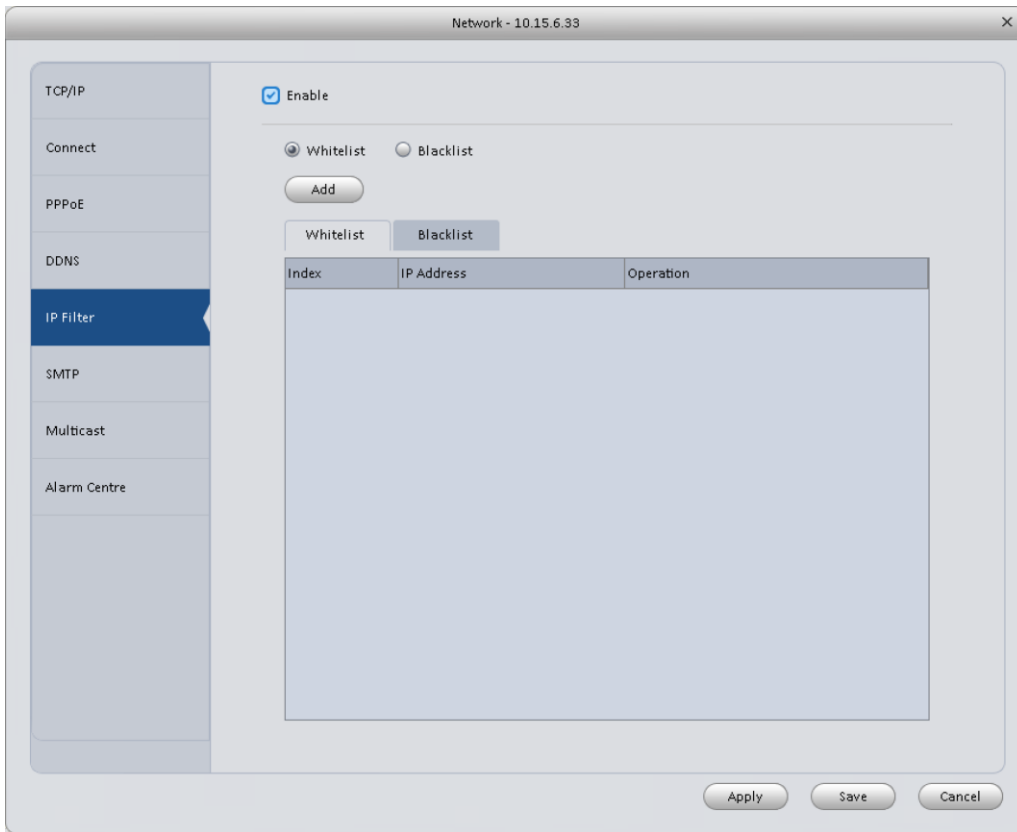 Network - 10.15.6.33
TCP/IP
Connect
PPPoE
DDNS
IP Filter
SMTP
Multicast
Alarm Centre
Enable
Whitelist Blacklist
Add
Whitelist Blacklist
Index IP Address Operation
Apply Save Cancel